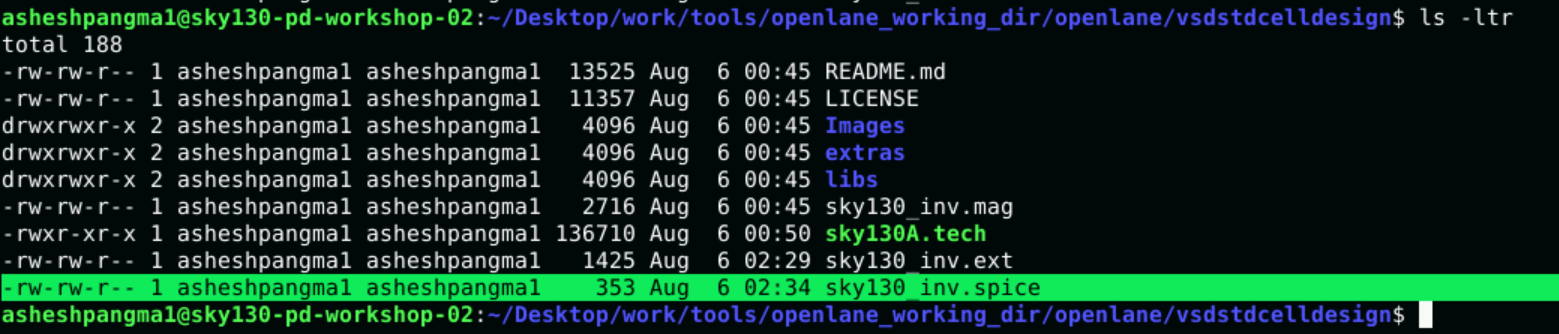 asheshpangma1@sky130-pd-workshop-02:~/Desktop/work/tools/openlane_working_dir/openlane/vsdstdcelldesign$ ls -ltr
total 188
-rw-rw-r-- 1 asheshpangma1 asheshpangma1  13525 Aug  6 00:45 README.md
-rw-rw-r-- 1 asheshpangma1 asheshpangma1  11357 Aug  6 00:45 LICENSE
drwxrwxr-x 2 asheshpangma1 asheshpangma1   4096 Aug  6 00:45 Images
drwxrwxr-x 2 asheshpangma1 asheshpangma1   4096 Aug  6 00:45 extras
drwxrwxr-x 2 asheshpangma1 asheshpangma1   4096 Aug  6 00:45 libs
-rw-rw-r-- 1 asheshpangma1 asheshpangma1   2716 Aug  6 00:45 sky130_inv.mag
-rwxr-xr-x 1 asheshpangma1 asheshpangma1 136710 Aug  6 00:50 sky130A.tech
-rw-rw-r-- 1 asheshpangma1 asheshpangma1   1425 Aug  6 02:29 sky130_inv.ext
-rw-rw-r-- 1 asheshpangma1 asheshpangma1    353 Aug  6 02:34 sky130_inv.spice
asheshpangma1@sky130-pd-workshop-02:~/Desktop/work/tools/openlane_working_dir/openlane/vsdstdcelldesign$